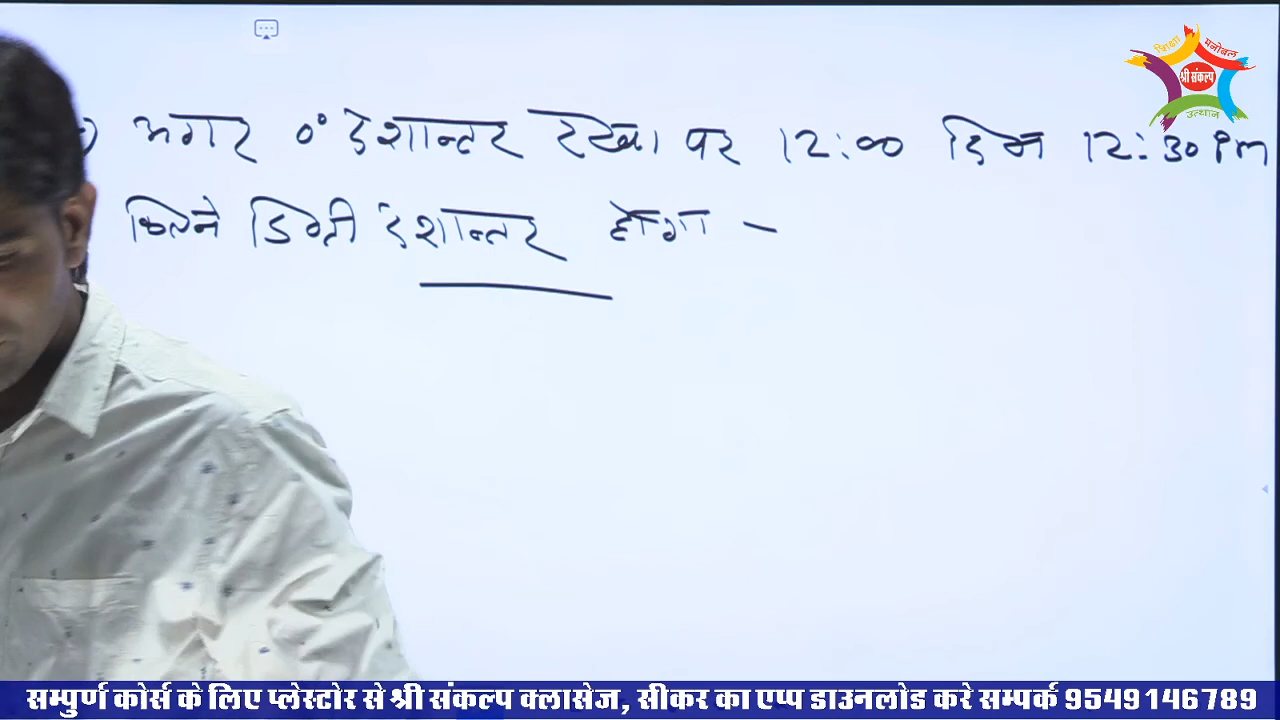 अगर 0° देशान्तर रेखा पर 12:00 दिन 12:30 Pm
कितने डिग्री देशान्तर होगा -
शिक्षा
मनोबल
श्री संकल्प
उत्थान
सम्पुर्ण कोर्स के लिए प्लेस्टोर से श्री संकल्प क्लासेज, सीकर का एप्प डाउनलोड करे सम्पर्क 9549146789